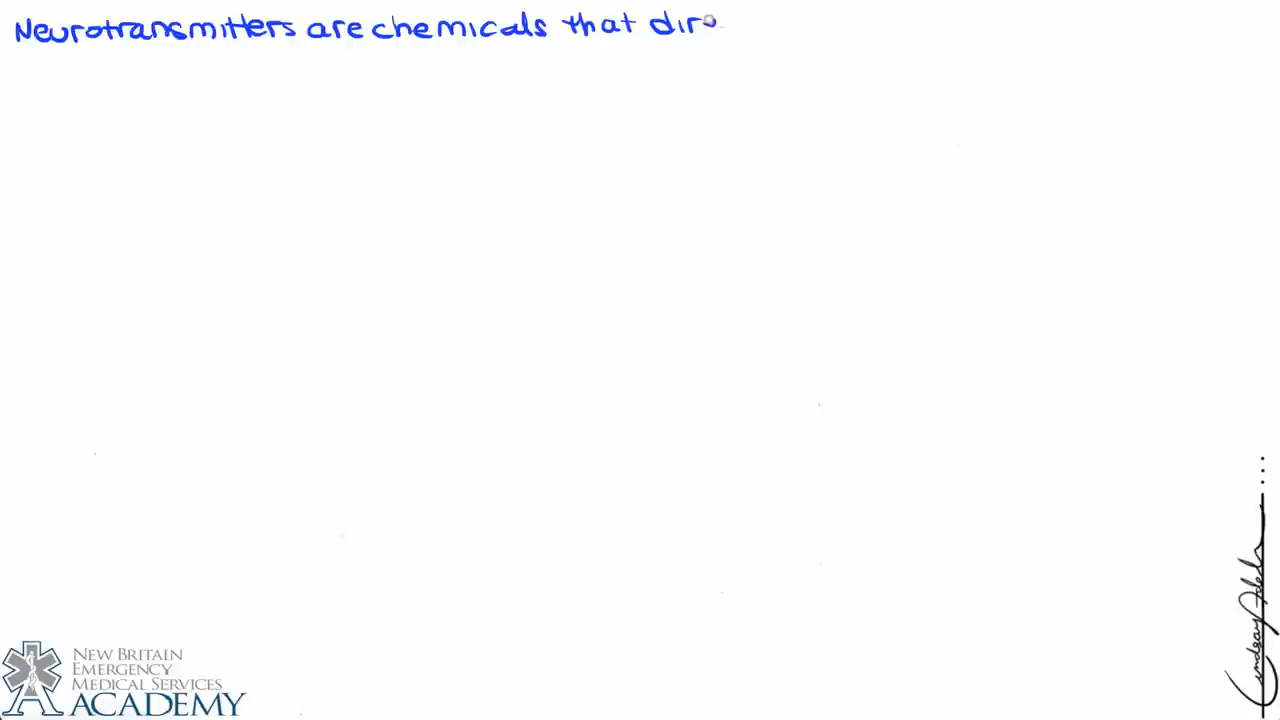 Neurotransmitters are chemicals that dir
NEW BRITAIN
EMERGENCY
MEDICAL SERVICES
ACADEMY